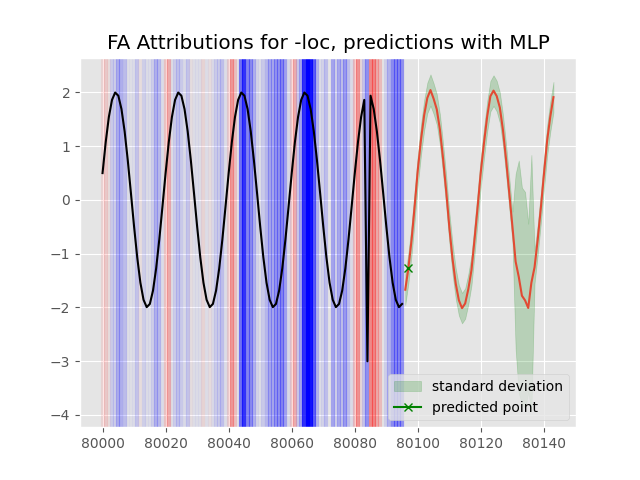 FA Attributions for -loc, predictions with MLP
2
1
0
−1
−2
−3
−4
standard deviation
predicted point
80000 80020 80040 80060 80080 80100 80120 80140